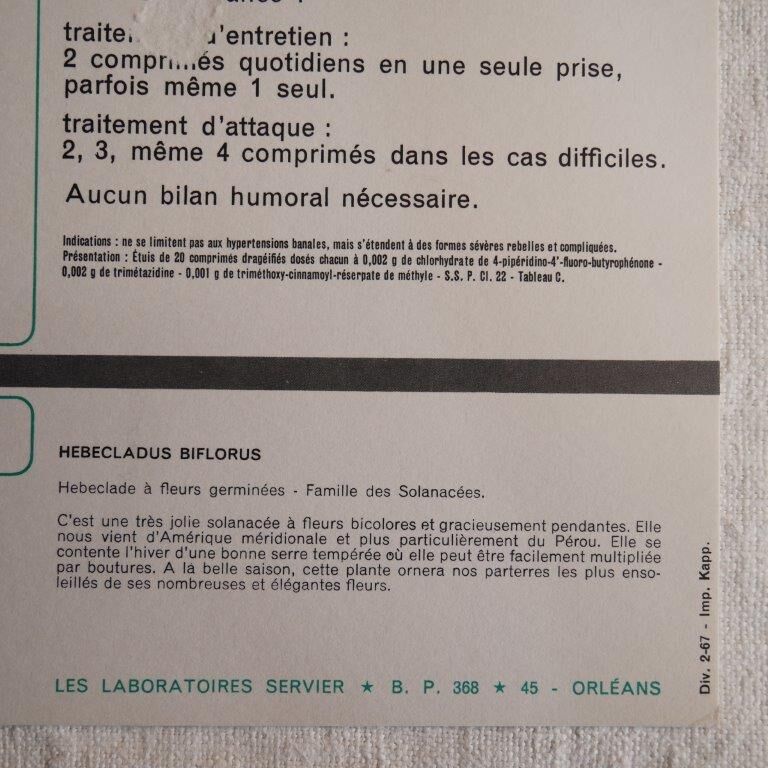 traite d'entretien :
2 comprimés quotidiens en une seule prise,
parfois même 1 seul.
traitement d'attaque :
2, 3, même 4 comprimés dans les cas difficiles.
Aucun bilan humoral nécessaire.
Indications : ne se limitent pas aux hypertensions banales, mais s'étendent à des formes sévères rebelles et compliquées.
Présentation : Étuis de 20 comprimés dragéifiés dosés chacun à 0,002 g de chlorhydrate de 4-pipéridino-4'-fluoro-butyrophénone -
0,002 g de trimétazidine - 0,001 g de triméthoxy-cinnamoyl-réserpate de méthyle - S.S. P. Cl. 22 - Tableau C.
HEBECLADUS BIFLORUS
Hebeclade à fleurs germinées - Famille des Solanacées.
C'est une très jolie solanacée à fleurs bicolores et gracieusement pendantes. Elle
nous vient d'Amérique méridionale et plus particulièrement du Pérou. Elle se
contente l'hiver d'une bonne serre tempérée où elle peut être facilement multipliée
par boutures. A la belle saison, cette plante ornera nos parterres les plus enso-
leillés de ses nombreuses et élégantes fleurs.
LES LABORATOIRES SERVIER ★ B. P. 368 ★ 45 - ORLÉANS
Div. 2-67 - Imp. Kapp.